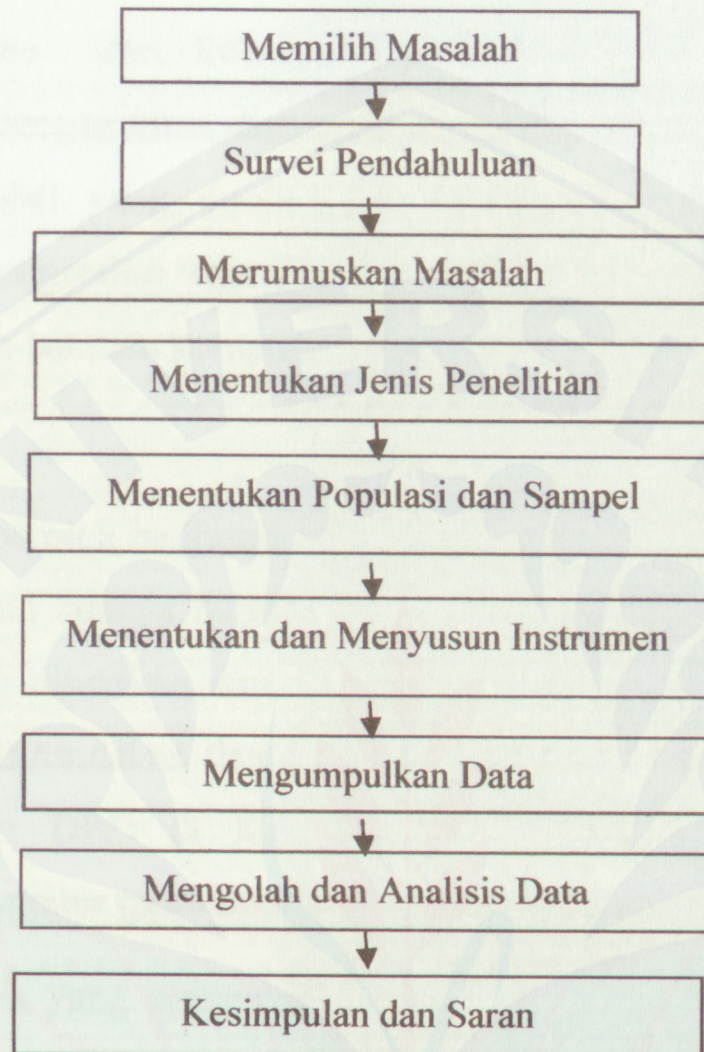 Memilih Masalah
Survei Pendahuluan
Merumuskan Masalah
Menentukan Jenis Penelitian
Menentukan Populasi dan Sampel
Menentukan dan Menyusun Instrumen
Mengumpulkan Data
Mengolah dan Analisis Data
Kesimpulan dan Saran